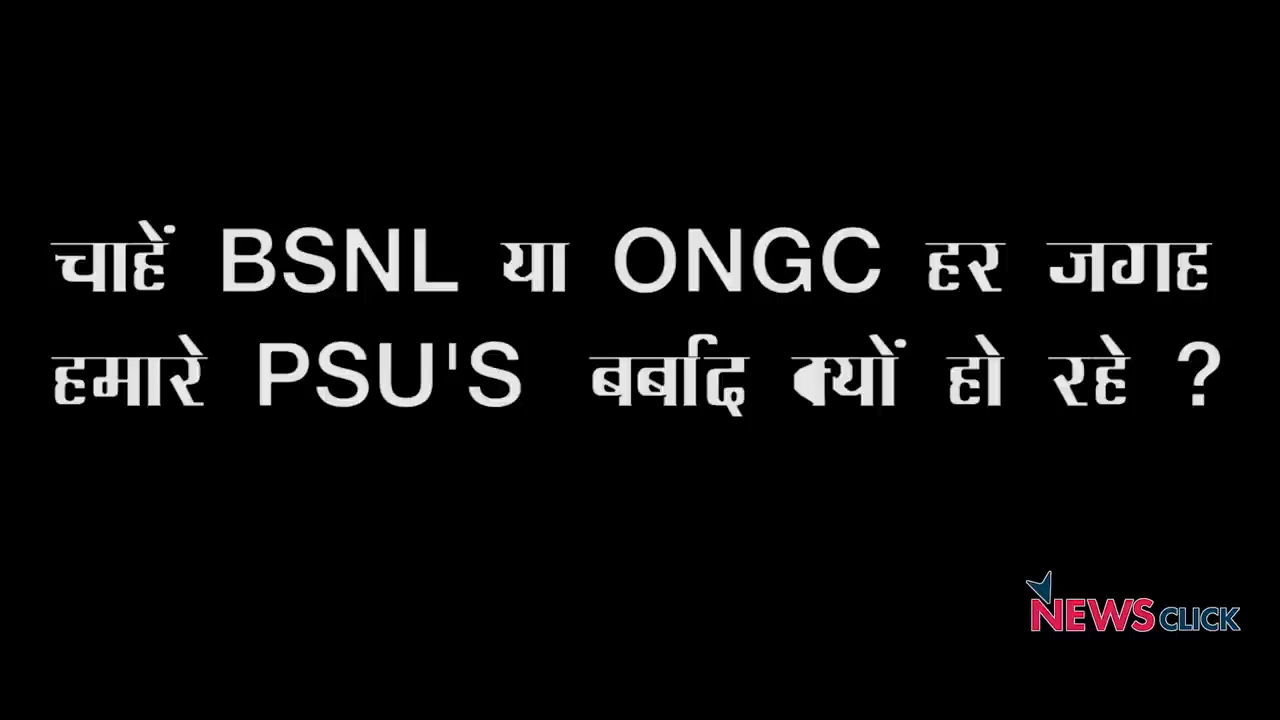 चाहें BSNL या ONGC हर जगह
हमारे PSU'S बर्बाद क्यों हो रहे ?
NEWSCLICK